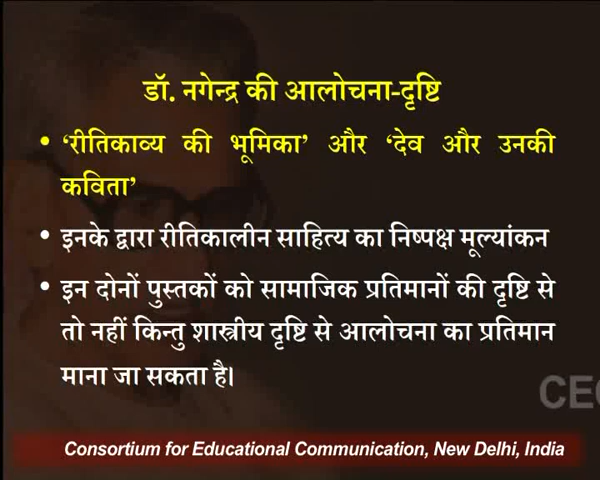 डॉ. नगेन्द्र की आलोचना-दृष्टि
• ‘रीतिकाव्य की भूमिका’ और ‘देव और उनकी
कविता’
• इनके द्वारा रीतिकालीन साहित्य का निष्पक्ष मूल्यांकन
• इन दोनों पुस्तकों को सामाजिक प्रतिमानों की दृष्टि से
तो नहीं किन्तु शास्त्रीय दृष्टि से आलोचना का प्रतिमान
माना जा सकता है।
CEC
Consortium for Educational Communication, New Delhi, India